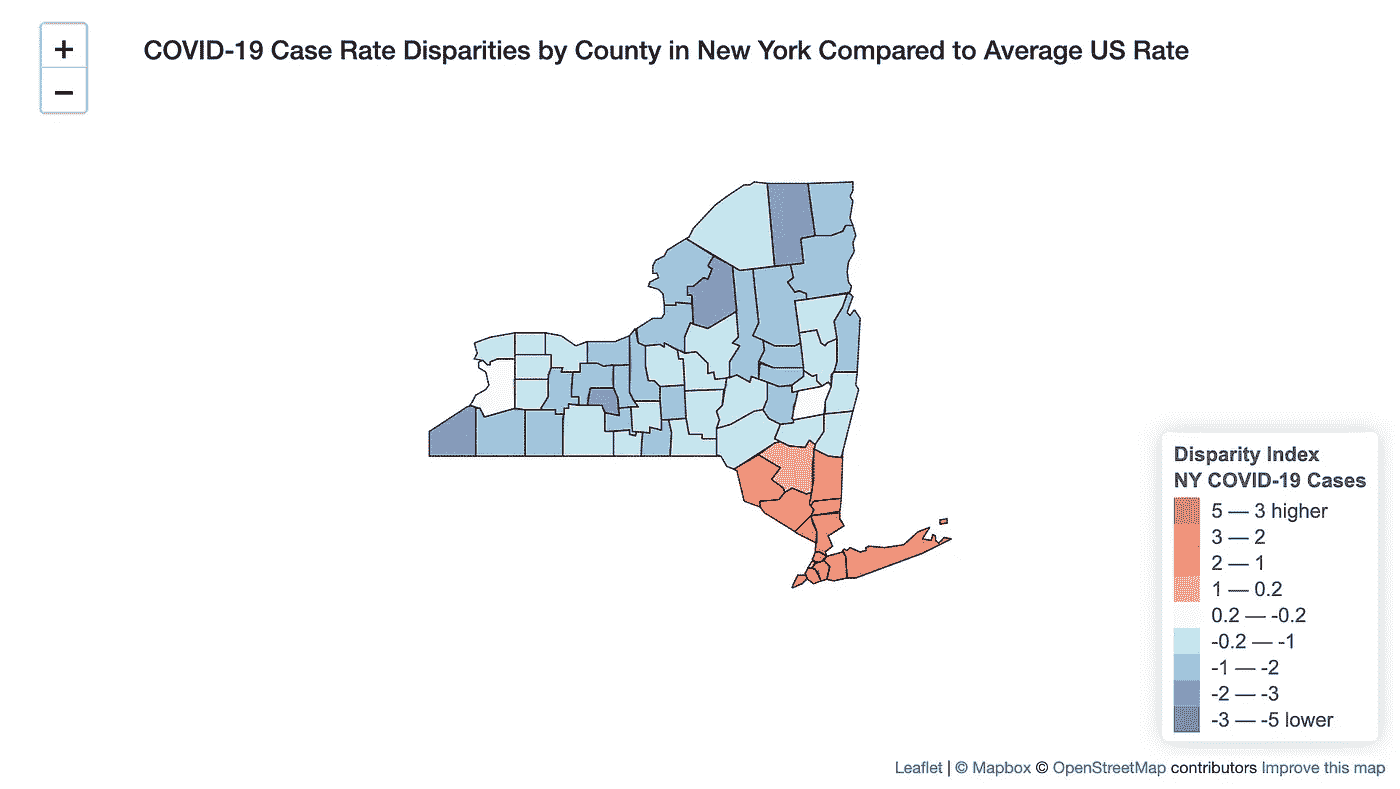 +
−
COVID-19 Case Rate Disparities by County in New York Compared to Average US Rate
Disparity Index
NY COVID-19 Cases
5 — 3 higher
3 — 2
2 — 1
1 — 0.2
0.2 — -0.2
-0.2 — -1
-1 — -2
-2 — -3
-3 — -5 lower
Leaflet | © Mapbox © OpenStreetMap contributors Improve this map